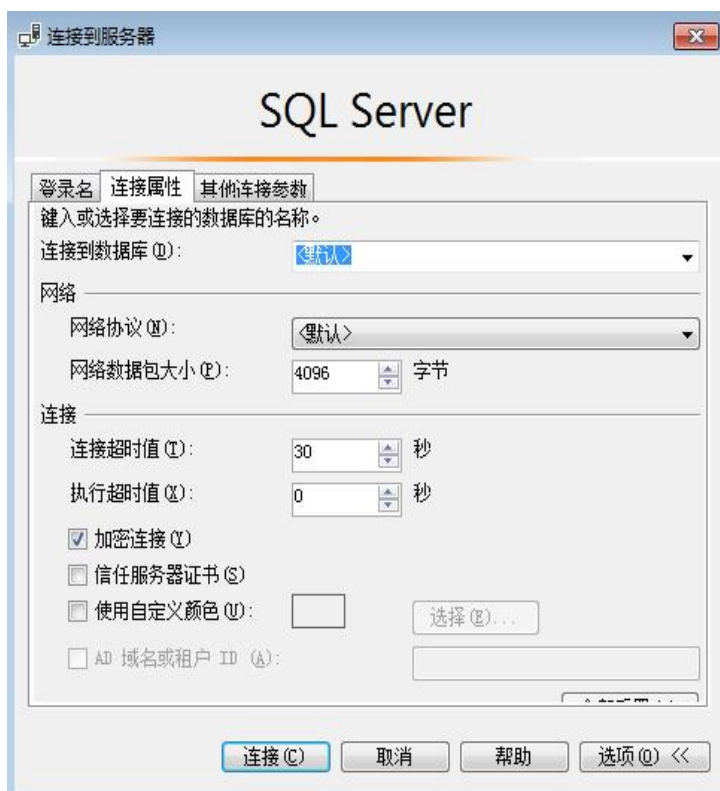 连接到服务器
SQL Server
登录名 连接属性 其他连接参数
键入或选择要连接的数据库的名称。
连接到数据库(D): <默认>
网络
网络协议(N): <默认>
网络数据包大小(P): 4096 字节
连接
连接超时值(T): 30 秒
执行超时值(X): 0 秒
加密连接(Y)
信任服务器证书(S)
使用自定义颜色(U): 选择(E)...
AD 域名或租户 ID (A):
连接(C) 取消 帮助 选项(O) <<